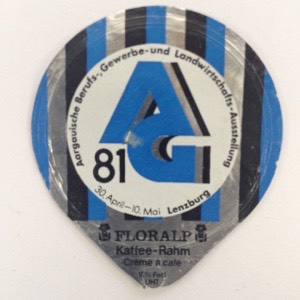 Aargauische Berufs-, Gewerbe- und Landwirtschafts-Ausstellung
AG
81
30. April - 10. Mai Lenzburg
FLORALP
Kaffee-Rahm
Crème à café
UHT